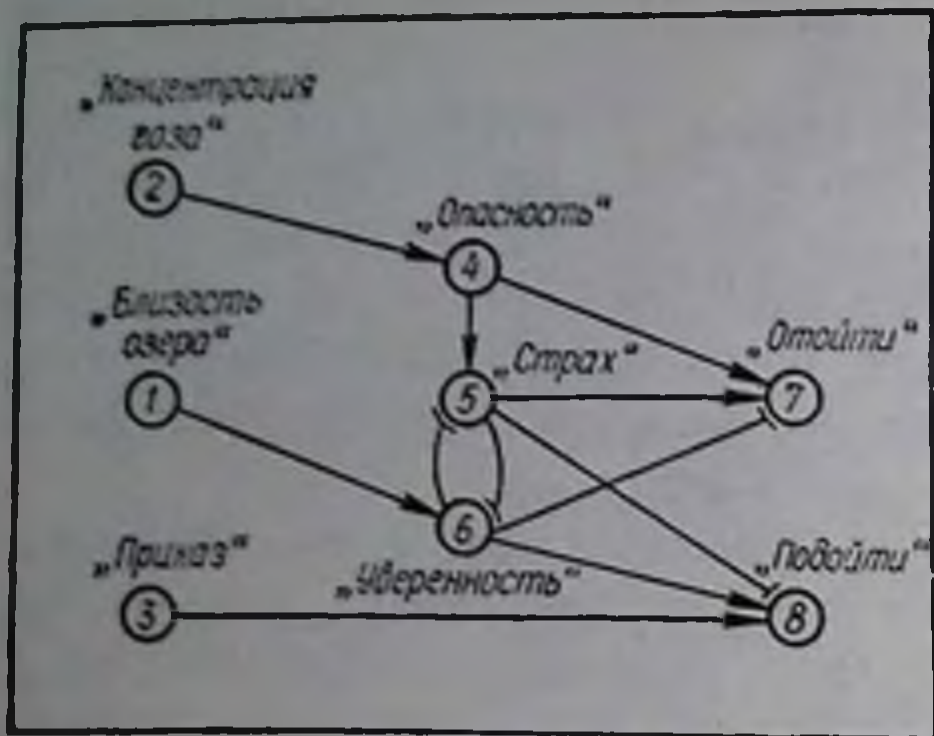 „Концентрация
газа“
2
„Опасность“
4
„Близость
озера“
1
„Страх“
5
„Отойти“
7
6
„Уверенность“
„Приказ“
3
„Подойти“
8